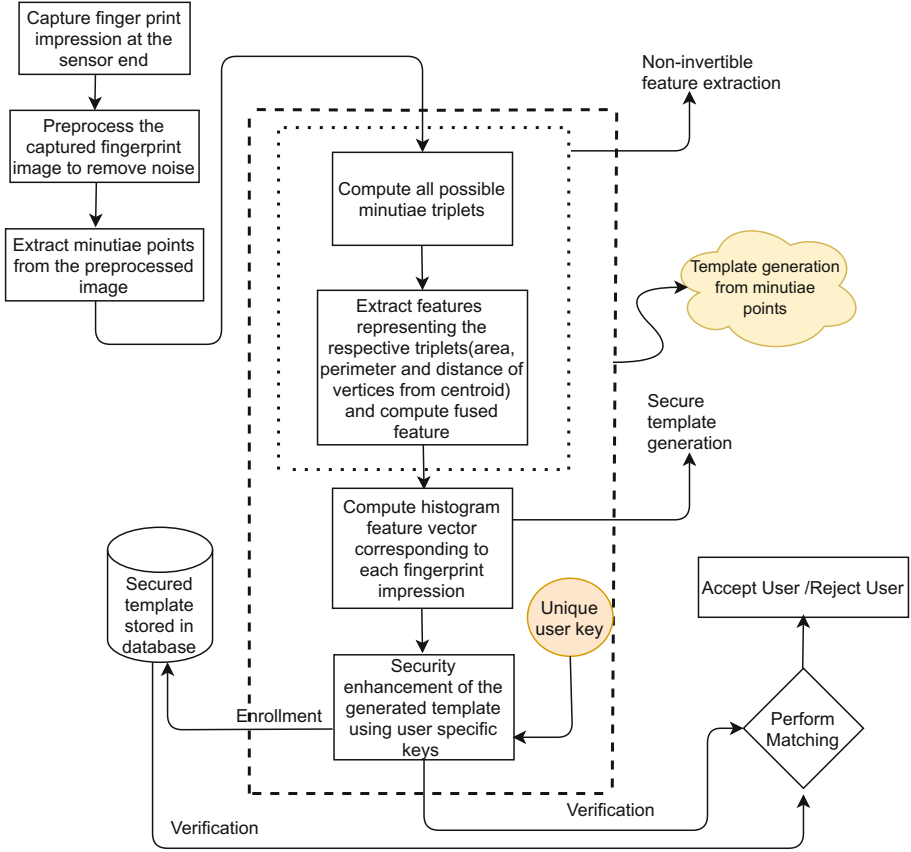 Capture finger print
impression at the
sensor end
Preprocess the
captured fingerprint
image to remove noise
Extract minutiae points
from the preprocessed
image
Non-invertible
feature extraction
Compute all possible
minutiae triplets
Template generation
from minutiae
points
Extract features
representing the
respective triplets(area,
perimeter and distance of
vertices from centroid)
and compute fused
feature
Secure
template
generation
Compute histogram
feature vector
corresponding to
each fingerprint
impression
Secured
template
stored in
database
Unique
user key
Accept User /Reject User
Security
enhancement of the
generated template
using user specific
keys
Enrollment
Perform
Matching
Verification
Verification